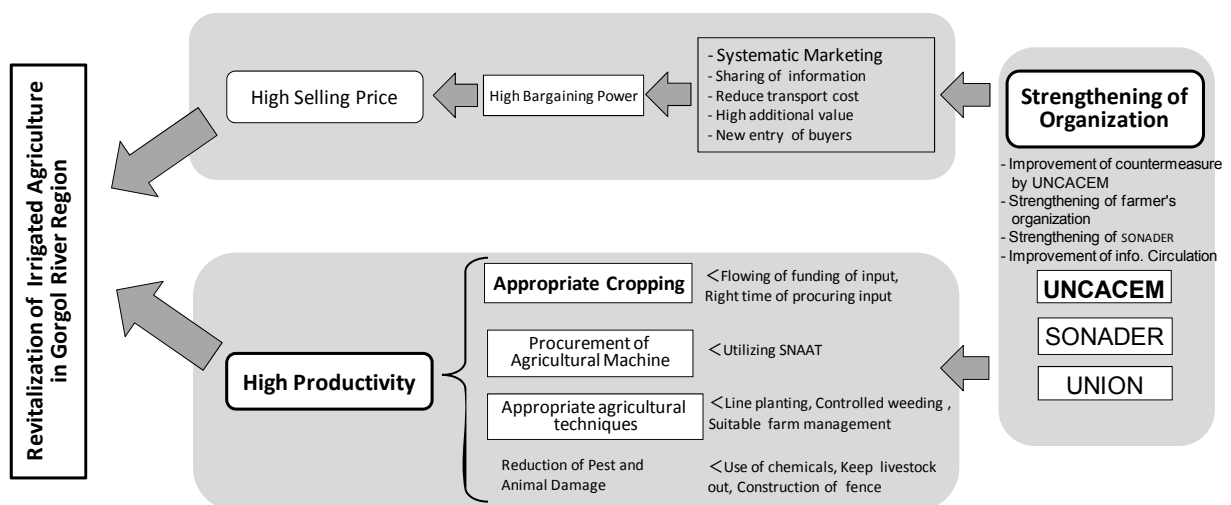 Revitalization of Irrigated Agriculture
in Gorgol River Region
High Selling Price
High Bargaining Power
- Systematic Marketing
- Sharing of information
- Reduce transport cost
- High additional value
- New entry of buyers
Strengthening of
Organization
- Improvement of countermeasure
by UNCACEM
- Strengthening of farmer's
organization
- Strengthening of SONADER
- Improvement of info. Circulation
UNCACEM
SONADER
UNION
High Productivity
Appropriate Cropping
<Flowing of funding of input,
Right time of procuring input
Procurement of
Agricultural Machine
<Utilizing SNAAT
Appropriate agricultural
techniques
<Line planting, Controlled weeding ,
Suitable farm management
Reduction of Pest and
Animal Damage
<Use of chemicals, Keep livestock
out, Construction of fence